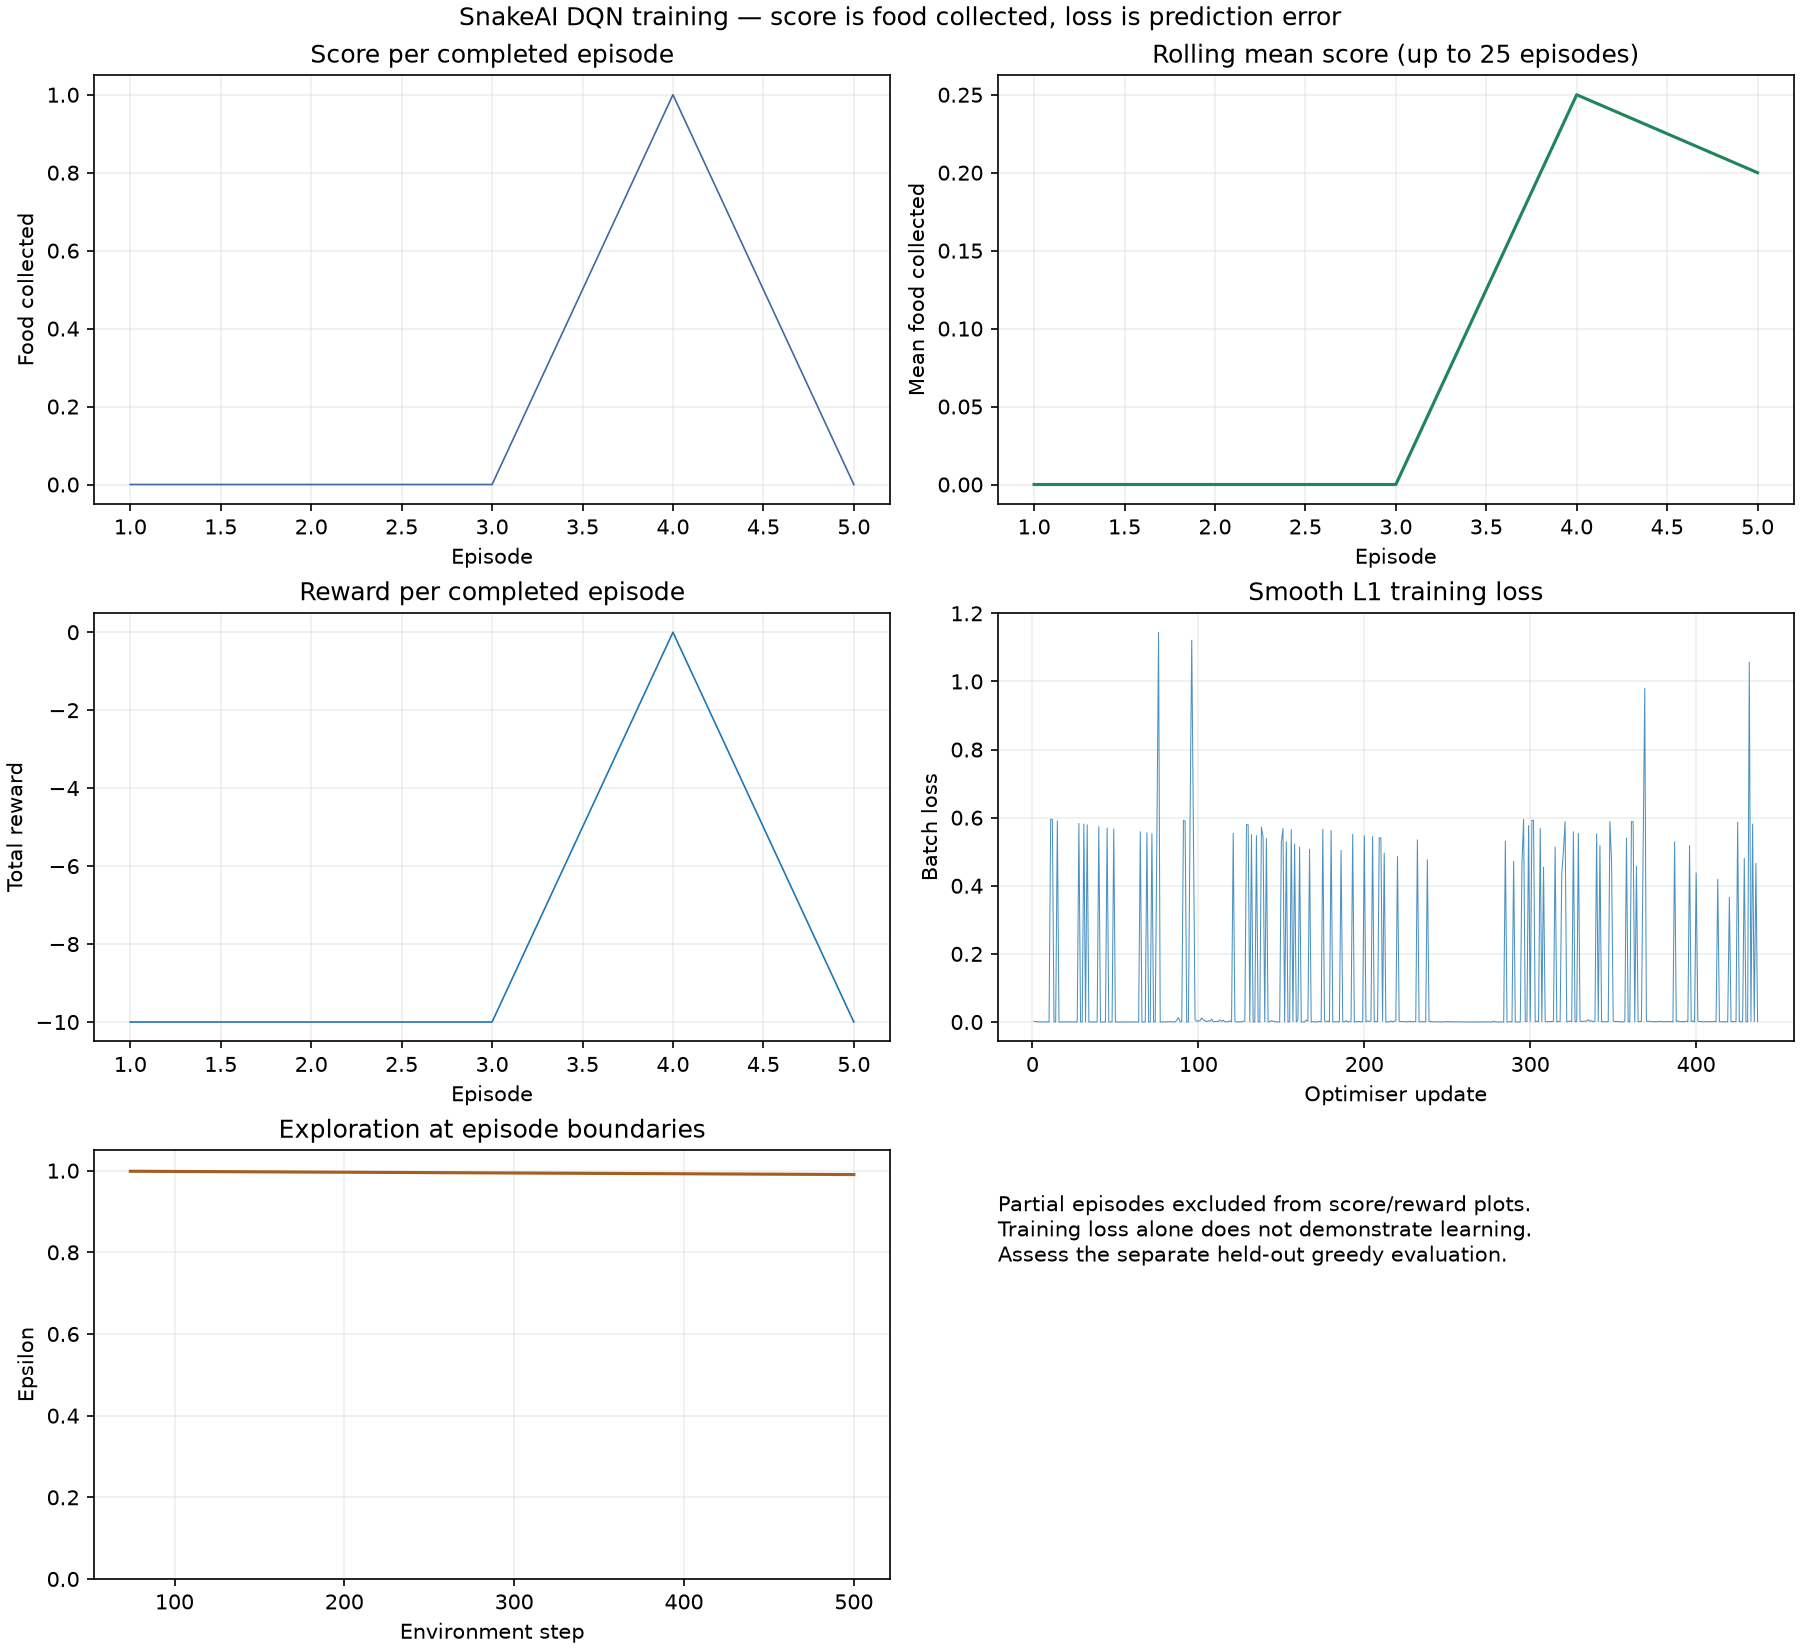 SnakeAI DQN training — score is food collected, loss is prediction error
Score per completed episode
1.0
0.8
0.6
0.4
0.2
0.0
Food collected
1.0 1.5 2.0 2.5 3.0 3.5 4.0 4.5 5.0
Episode
Rolling mean score (up to 25 episodes)
0.25
0.20
0.15
0.10
0.05
0.00
Mean food collected
1.0 1.5 2.0 2.5 3.0 3.5 4.0 4.5 5.0
Episode
Reward per completed episode
0
−2
−4
−6
−8
−10
Total reward
1.0 1.5 2.0 2.5 3.0 3.5 4.0 4.5 5.0
Episode
Smooth L1 training loss
1.2
1.0
0.8
0.6
0.4
0.2
0.0
Batch loss
0 100 200 300 400
Optimiser update
Exploration at episode boundaries
1.0
0.8
0.6
0.4
0.2
0.0
Epsilon
100 200 300 400 500
Environment step
Partial episodes excluded from score/reward plots.
Training loss alone does not demonstrate learning.
Assess the separate held-out greedy evaluation.